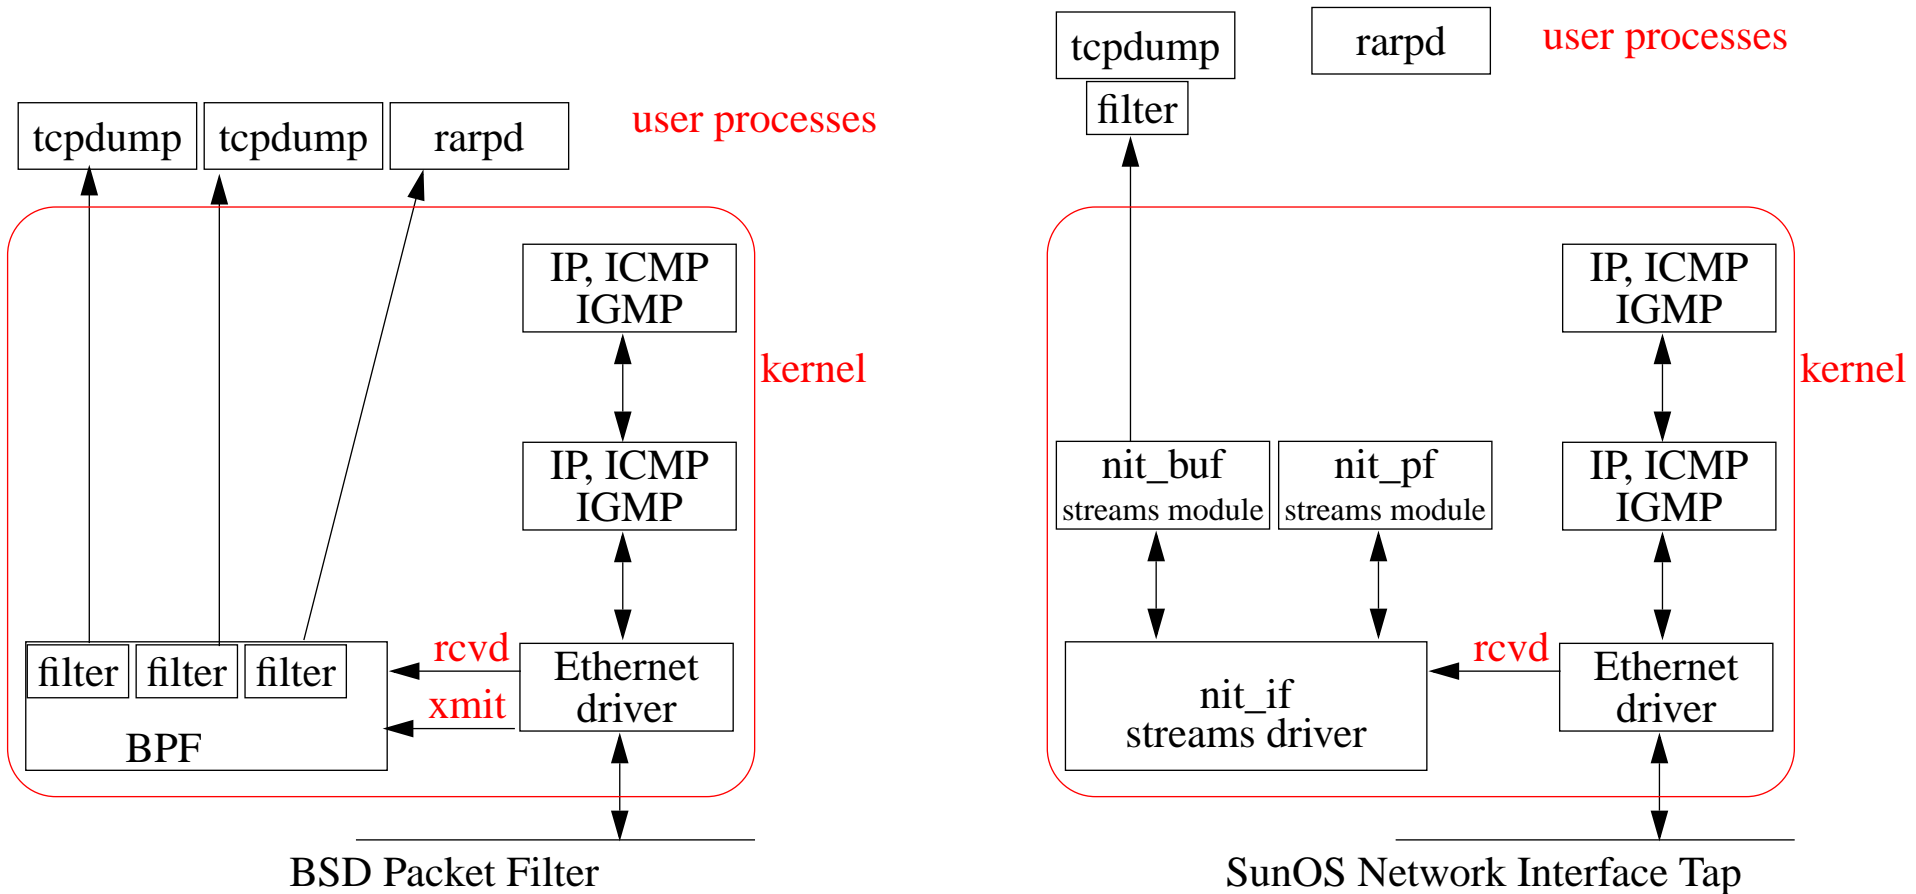 tcpdump
tcpdump
rarpd
user processes
IP, ICMP
IGMP
kernel
IP, ICMP
IGMP
filter
filter
filter
rcvd
xmit
Ethernet
driver
BPF
BSD Packet Filter
tcpdump
filter
rarpd
user processes
IP, ICMP
IGMP
kernel
nit_buf
streams module
nit_pf
streams module
IP, ICMP
IGMP
nit_if
streams driver
rcvd
Ethernet
driver
SunOS Network Interface Tap